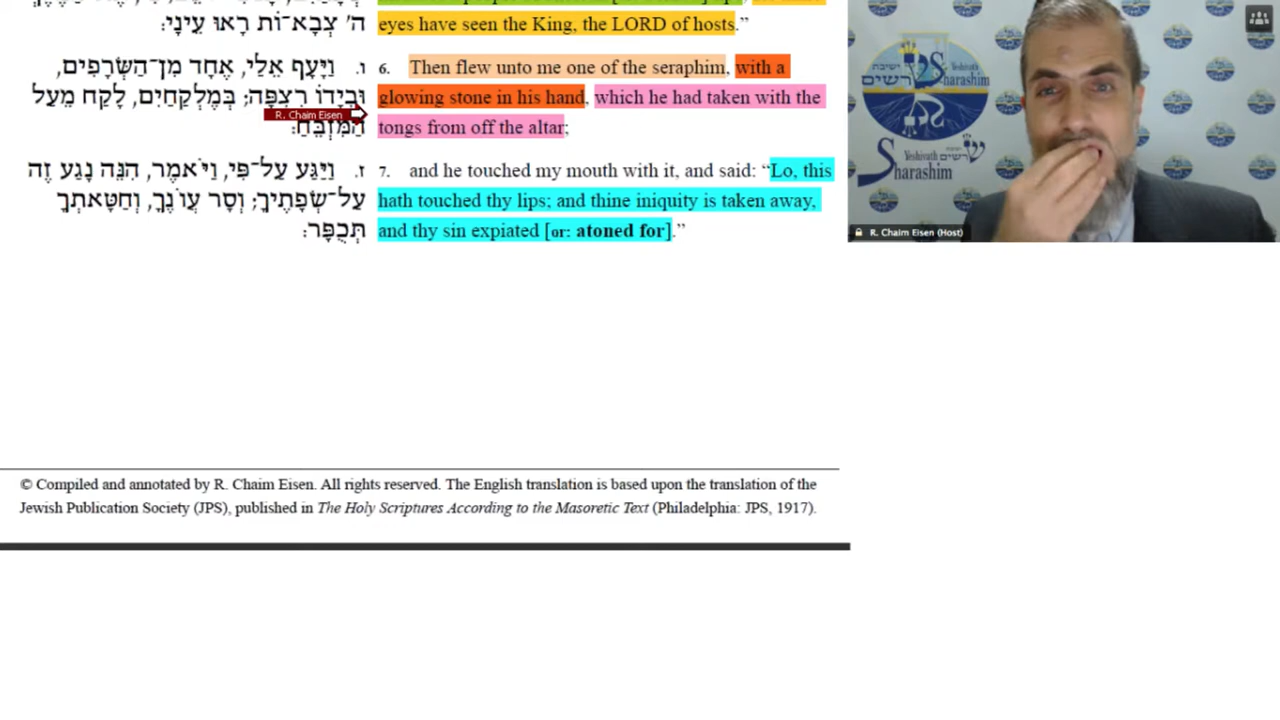 ה׳ צְבָא־וֹת רָאוּ עֵינָי:
eyes have seen the King, the LORD of hosts.”
ו. וַיָּעָף אֵלַי, אֶחָד מִן־הַשְּׂרָפִים,
וּבְיָדוֹ רִצְפָּה; בְּמֶלְקַחַיִם, לָקַח מֵעַל
הַמִּזְבֵּחַ:
6. Then flew unto me one of the seraphim, with a
glowing stone in his hand, which he had taken with the
tongs from off the altar;
R. Chaim Eisen
ז. וַיַּגַּע עַל־פִּי, וַיֹּאמֶר, הִנֵּה נָגַע זֶה
עַל־שְׂפָתֶיךָ; וְסָר עֲוֺנֶךָ, וְחַטָּאתְךָ
תְּכֻפָּר:
7. and he touched my mouth with it, and said: “Lo, this
hath touched thy lips; and thine iniquity is taken away,
and thy sin expiated [or: atoned for].”
© Compiled and annotated by R. Chaim Eisen. All rights reserved. The English translation is based upon the translation of the
Jewish Publication Society (JPS), published in The Holy Scriptures According to the Masoretic Text (Philadelphia: JPS, 1917).
ישיבת
שרשים
Yeshivath
Sharashim
Yeshivath
Sharashim
R. Chaim Eisen (Host)